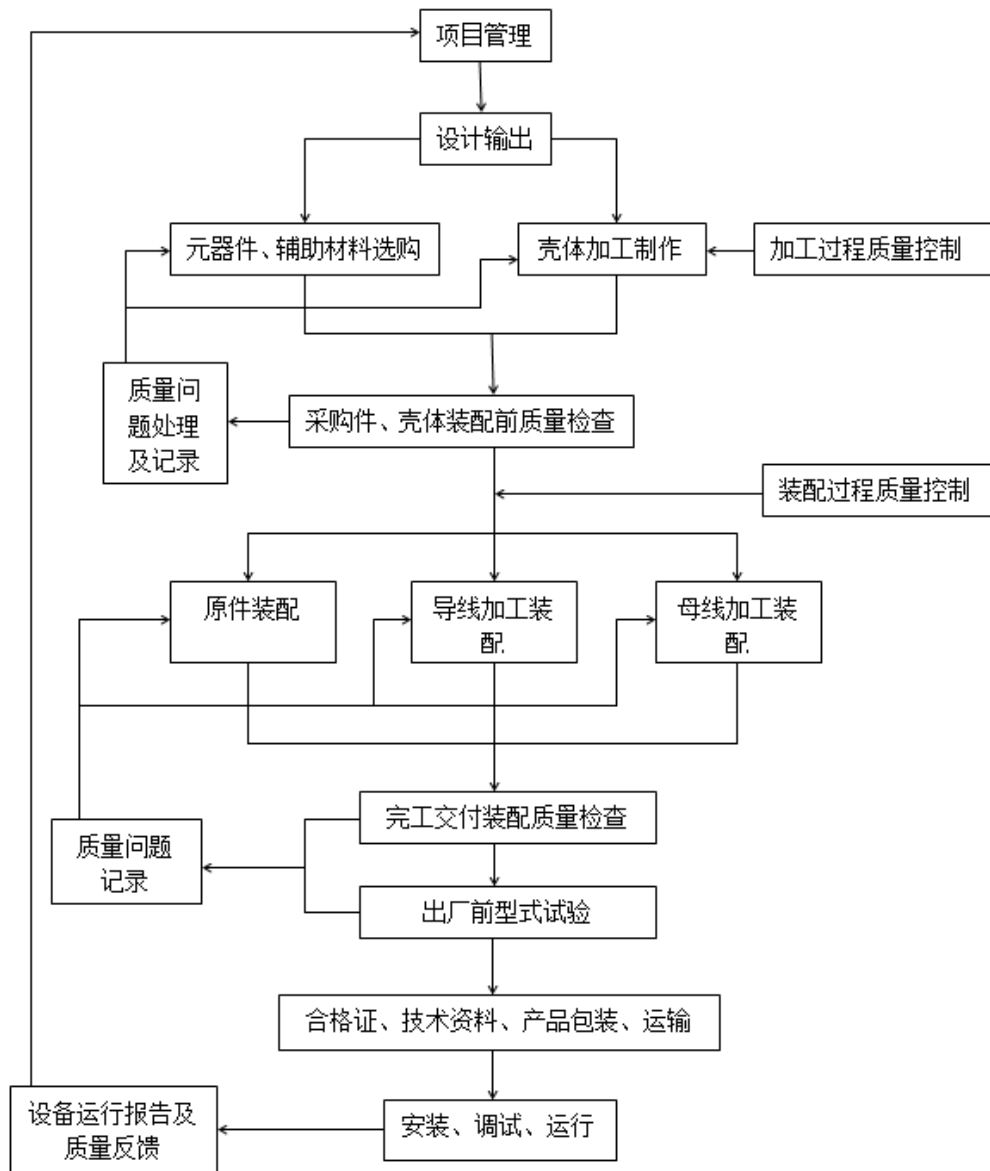 项目管理
设计输出
元器件、辅助材料选购
壳体加工制作
加工过程质量控制
质量问
题处理
及记录
采购件、壳体装配前质量检查
装配过程质量控制
原件装配
导线加工装
配
母线加工装
配
完工交付装配质量检查
质量问题
记录
出厂前型式试验
合格证、技术资料、产品包装、运输
设备运行报告及
质量反馈
安装、调试、运行